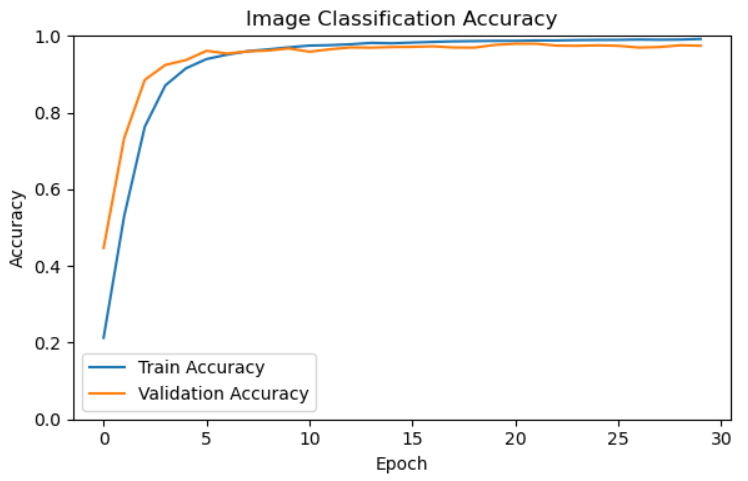 Image Classification Accuracy
1.0
0.8
0.6
0.4
0.2
0.0
Accuracy
Train Accuracy
Validation Accuracy
0 5 10 15 20 25 30
Epoch